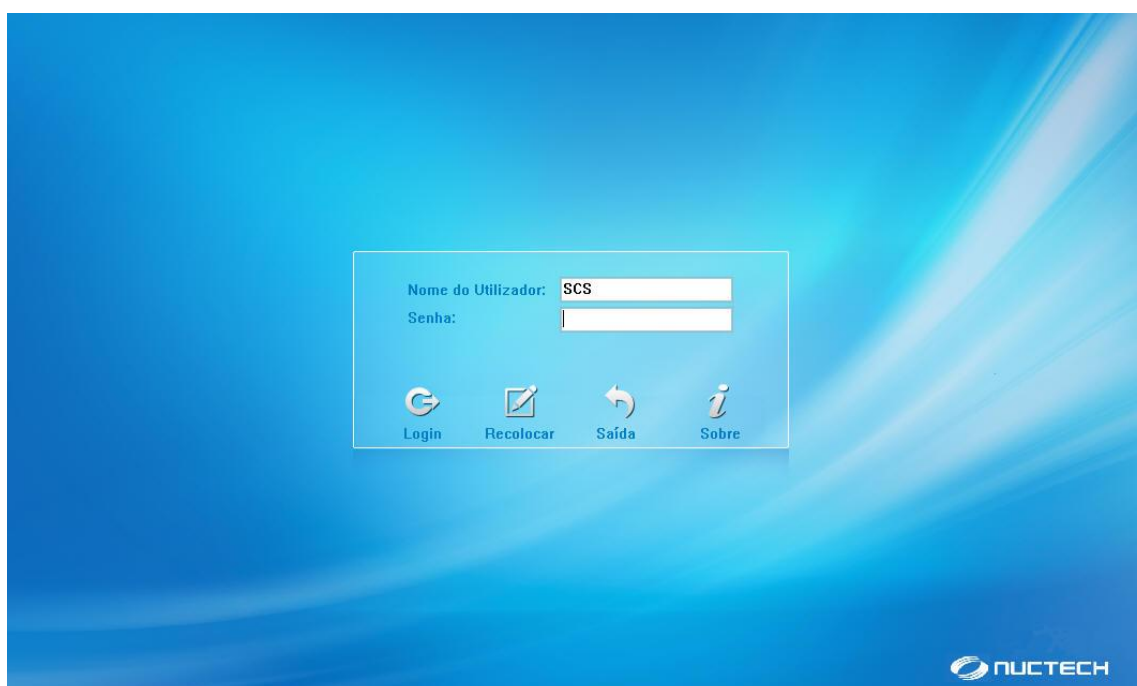 Nome do Utilizador: SCS
Senha:
Login Recolocar Saída Sobre
NUCTECH